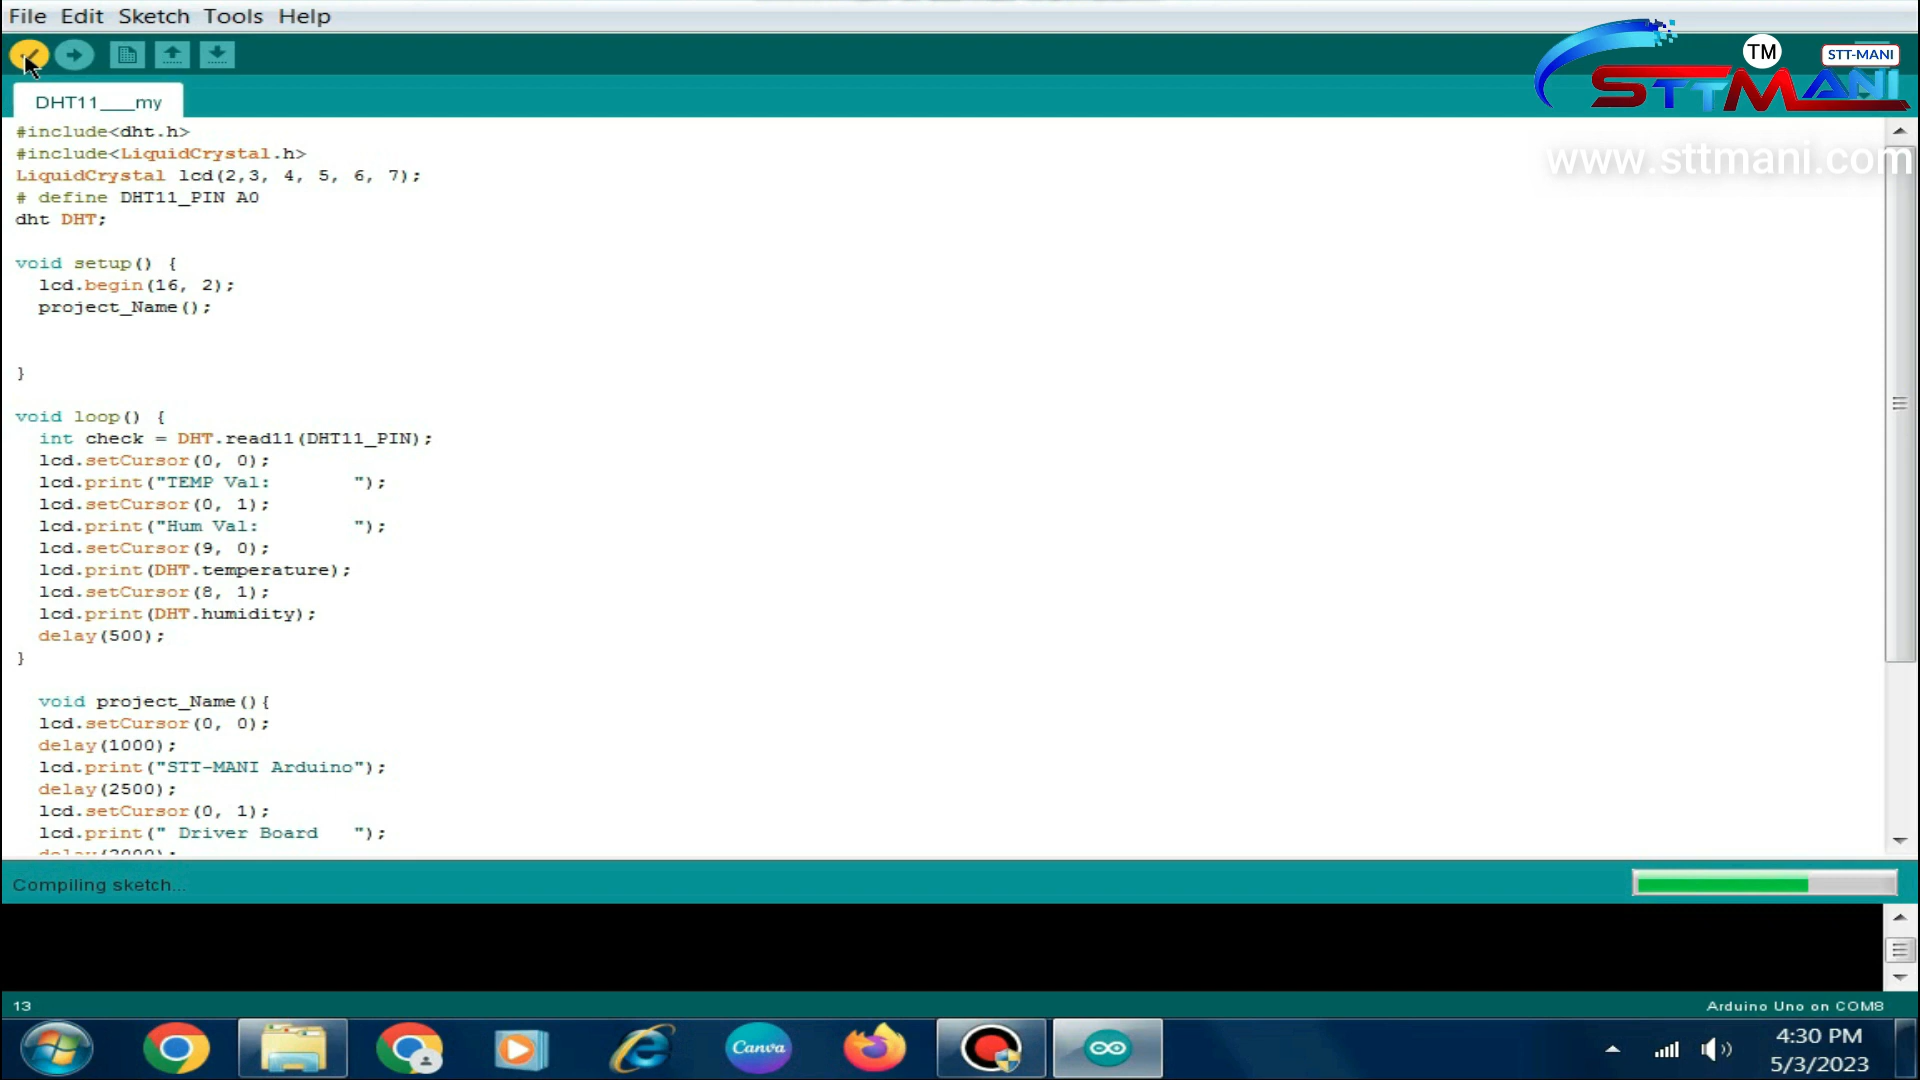 File Edit Sketch Tools Help
TM
STT-MANI
STTMANI
www.sttmani.com
DHT11___my
#include<dht.h>
#include<LiquidCrystal.h>
LiquidCrystal lcd(2,3, 4, 5, 6, 7);
# define DHT11_PIN A0
dht DHT;
void setup() {
lcd.begin(16, 2);
project_Name();
}
void loop() {
int check = DHT.read11(DHT11_PIN);
lcd.setCursor(0, 0);
lcd.print("TEMP Val:       ");
lcd.setCursor(0, 1);
lcd.print("Hum Val:        ");
lcd.setCursor(9, 0);
lcd.print(DHT.temperature);
lcd.setCursor(8, 1);
lcd.print(DHT.humidity);
delay(500);
}
void project_Name(){
lcd.setCursor(0, 0);
delay(1000);
lcd.print("STT-MANI Arduino");
delay(2500);
lcd.setCursor(0, 1);
lcd.print(" Driver Board   ");
Compiling sketch...
13
Arduino Uno on COM8
Canva
4:30 PM
5/3/2023